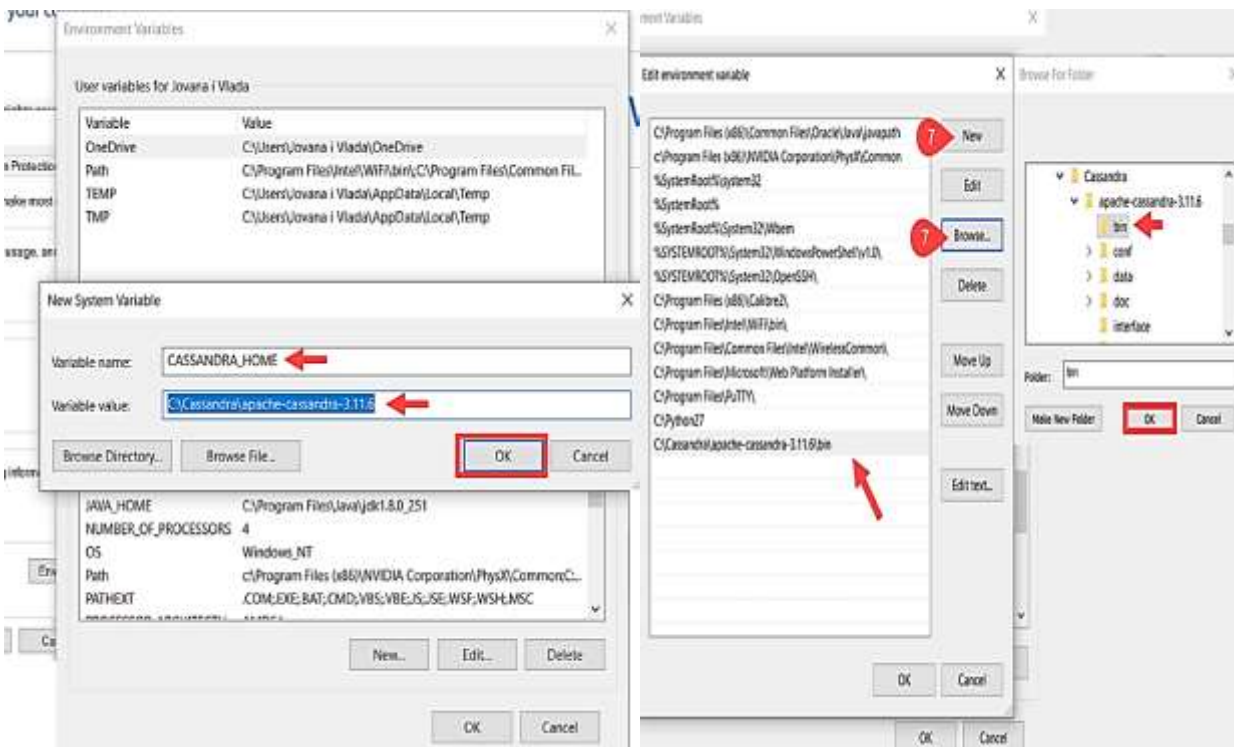 your co
Environment Variables
User variables for Jovana i Vlada
Variable Value
OneDrive C:\Users\Jovana i Vlada\OneDrive
Path C:\Program Files\Intel\WiFi\bin\;C:\Program Files\Common Fil...
TEMP C:\Users\Jovana i Vlada\AppData\Local\Temp
TMP C:\Users\Jovana i Vlada\AppData\Local\Temp
Protection
make most
New System Variable
Variable name: CASSANDRA_HOME
Variable value: C:\Cassandra\apache-cassandra-3.11.6
Browse Directory... Browse File... OK Cancel
JAVA_HOME C:\Program Files\Java\jdk1.8.0_251
NUMBER_OF_PROCESSORS 4
OS Windows_NT
Path c:\Program Files (x86)\NVIDIA Corporation\PhysX\Common;C:...
PATHEXT .COM;.EXE;.BAT;.CMD;.VBS;.VBE;.JS;.JSE;.WSF;.WSH;.MSC
New... Edit... Delete
OK Cancel
ment Variables
Edit environment variable
C:\Program Files (x86)\Common Files\Oracle\Java\javapath
c:\Program Files (x86)\NVIDIA Corporation\PhysX\Common
%SystemRoot%\system32
%SystemRoot%
%SystemRoot%\System32\Wbem
%SYSTEMROOT%\System32\WindowsPowerShell\v1.0\
%SYSTEMROOT%\System32\OpenSSH\
C:\Program Files (x86)\Calibre2\
C:\Program Files\Intel\WiFi\bin\
C:\Program Files\Common Files\Intel\WirelessCommon\
C:\Program Files\Microsoft\Web Platform Installer\
C:\Program Files\PuTTY\
C:\Python27
C:\Cassandra\apache-cassandra-3.11.6\bin
7 New
Edit
7 Browse...
Delete
Move Up
Move Down
Edit text...
OK Cancel
OK Cancel
Browse For Folder
Cassandra
apache-cassandra-3.11.6
bin
conf
data
doc
interface
Folder: bin
Make New Folder OK Cancel